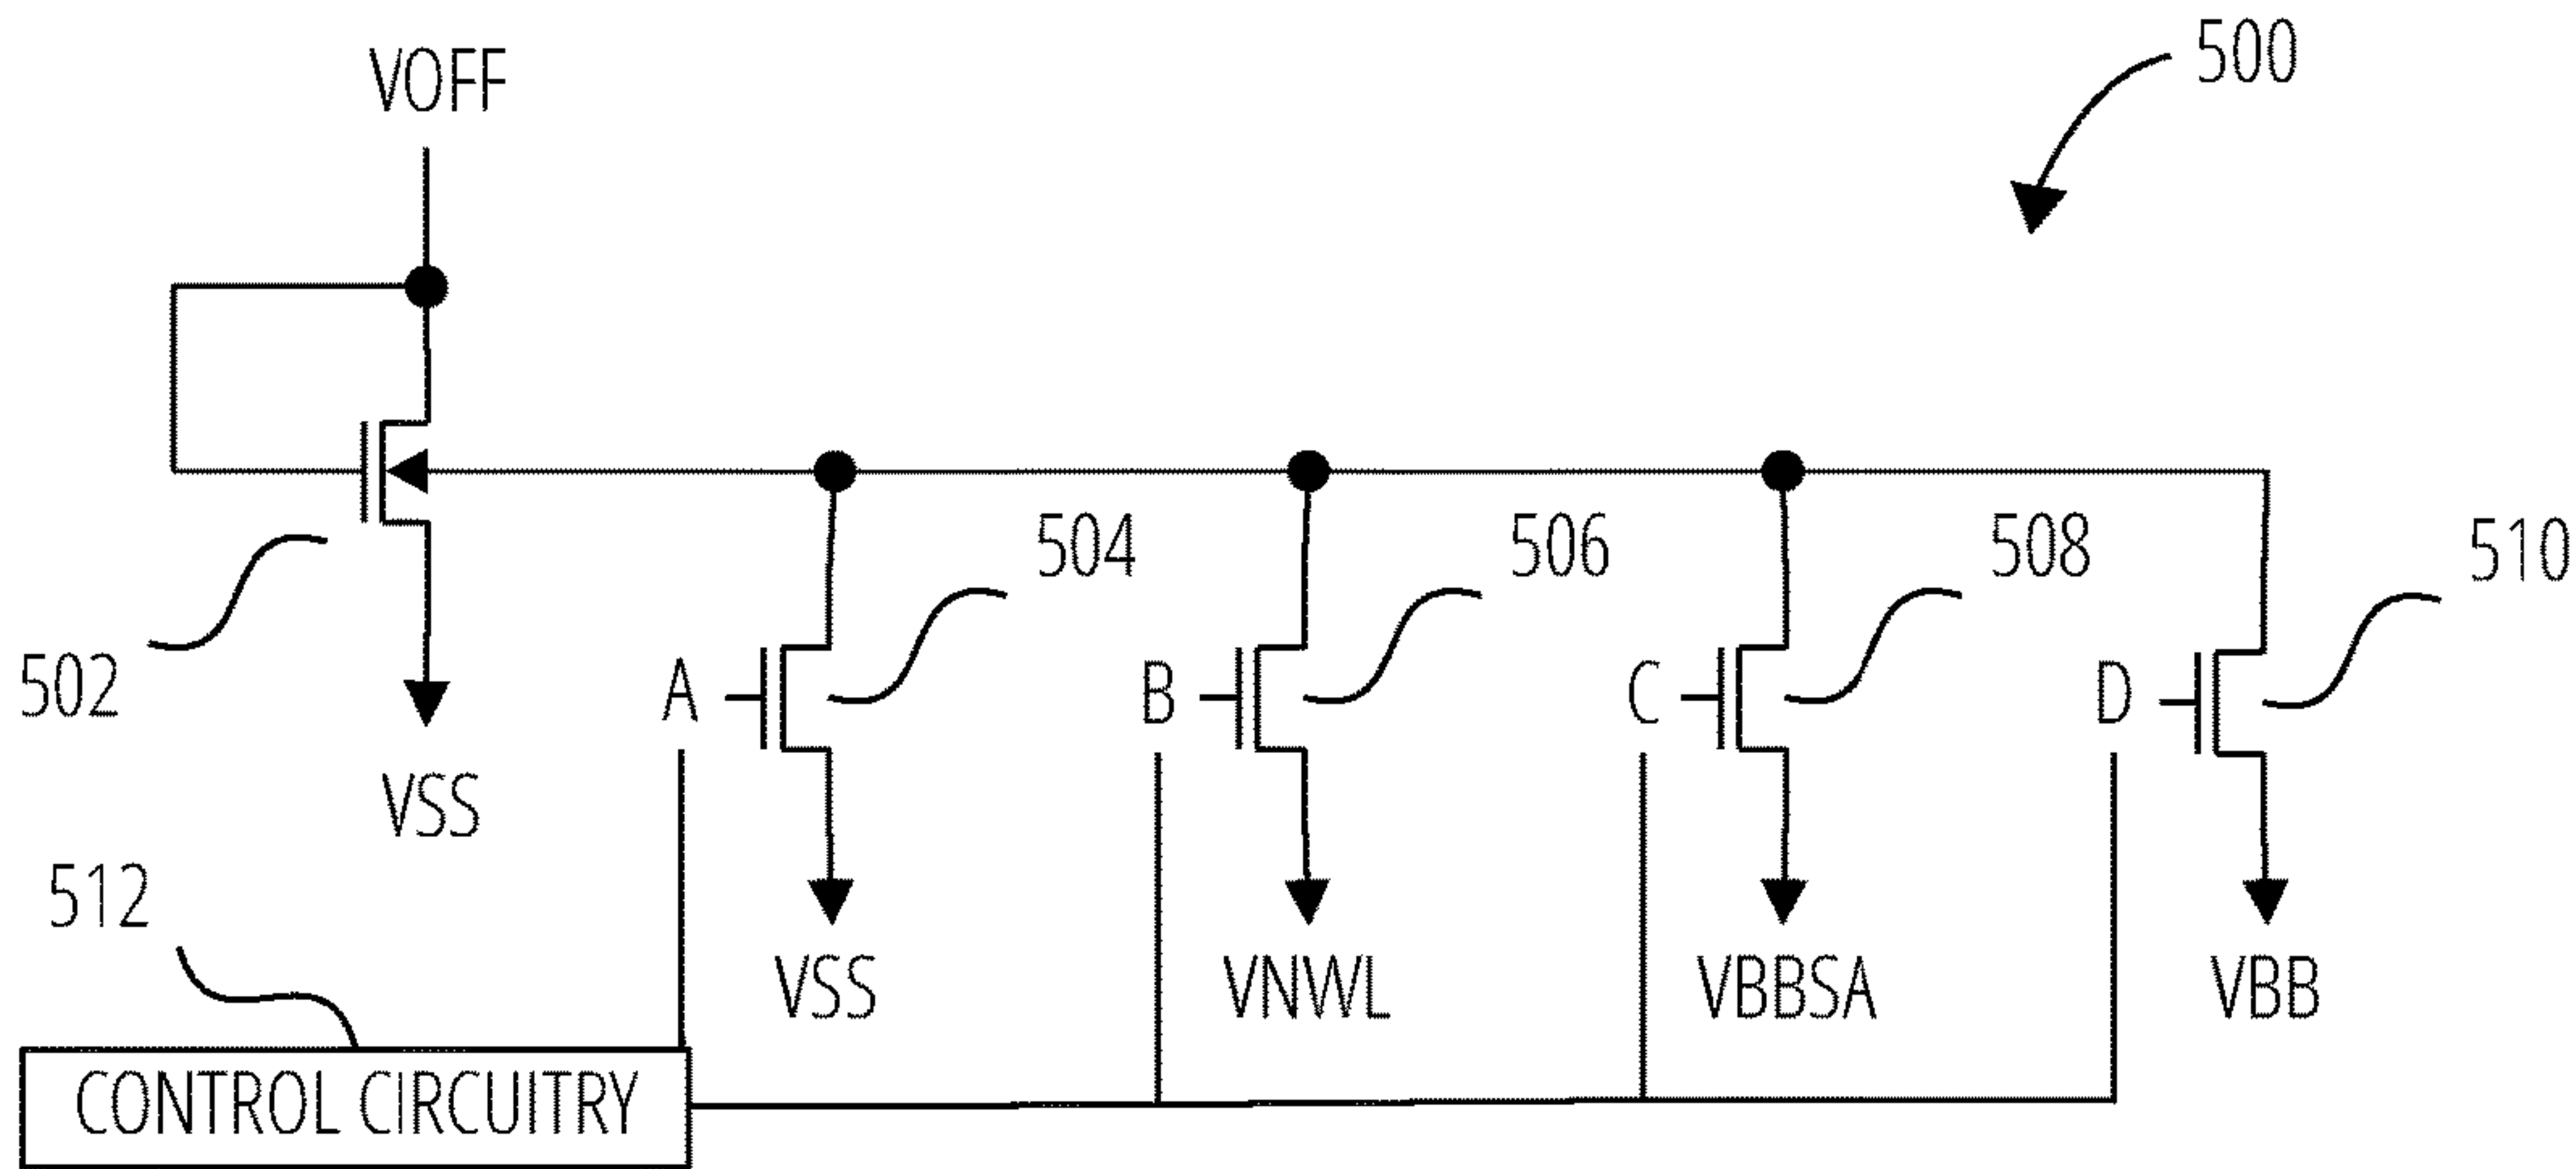 500
VOFF
504
506
508
510
502
A
B
C
D
VSS
512
VSS
VNWL
VBBSA
VBB
CONTROL CIRCUITRY